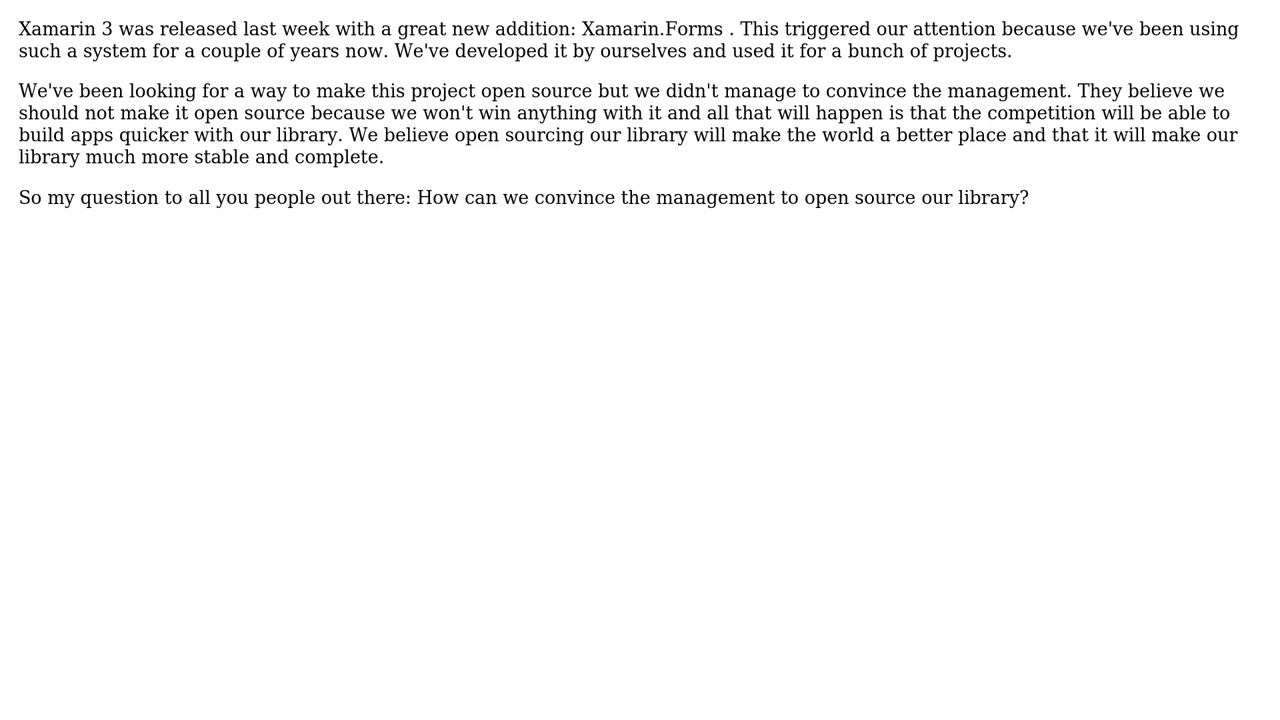 Xamarin 3 was released last week with a great new addition: Xamarin.Forms . This triggered our attention because we've been using
such a system for a couple of years now. We've developed it by ourselves and used it for a bunch of projects.
We've been looking for a way to make this project open source but we didn't manage to convince the management. They believe we
should not make it open source because we won't win anything with it and all that will happen is that the competition will be able to
build apps quicker with our library. We believe open sourcing our library will make the world a better place and that it will make our
library much more stable and complete.
So my question to all you people out there: How can we convince the management to open source our library?